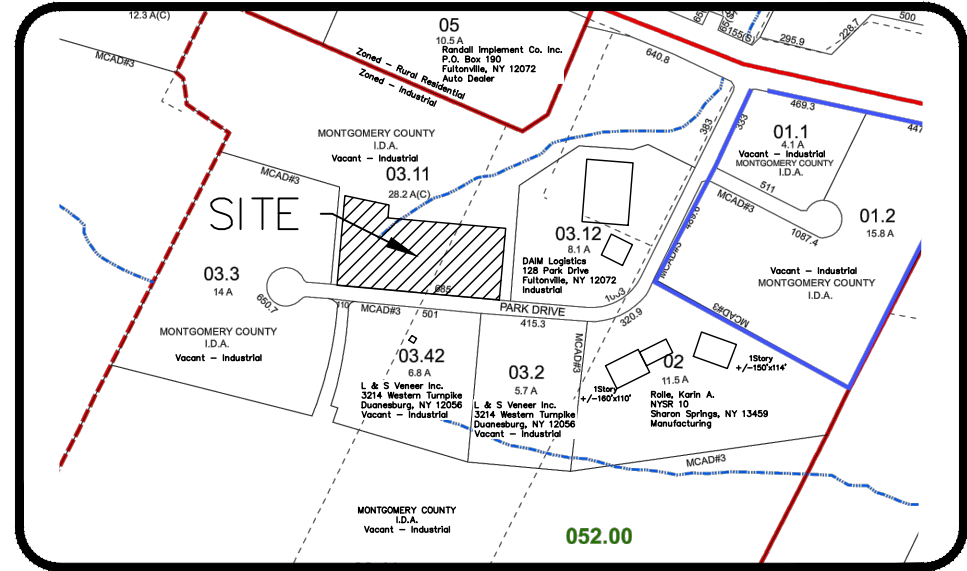 12.3 A(C)
MCAD#3
05
10.5 A
Randall Implement Co. Inc.
P.O. Box 190
Fultonville, NY 12072
Auto Dealer
Zoned - Rural Residential
Zoned - Industrial
640.8
155(S)
295.9
228.7
500
469.3
447
333
383
01.1
4.1 A
Vacant - Industrial
MONTGOMERY COUNTY
I.D.A.
511
MCAD#3
1087.4
01.2
15.8 A
Vacant - Industrial
MONTGOMERY COUNTY
I.D.A.
MONTGOMERY COUNTY
I.D.A.
Vacant - Industrial
03.11
28.2 A(C)
MCAD#3
SITE
03.12
8.1 A
DAIM Logistics
128 Park Drive
Fultonville, NY 12072
Industrial
MCAD#3
MCAD#3
03.3
14 A
650.7
MONTGOMERY COUNTY
I.D.A.
Vacant - Industrial
685
110
MCAD#3
501
PARK DRIVE
415.3
320.9
MCAD#3
03.42
6.8 A
L & S Veneer Inc.
3214 Western Turnpike
Duanesburg, NY 12056
Vacant - Industrial
03.2
5.7 A
L & S Veneer Inc.
3214 Western Turnpike
Duanesburg, NY 12056
Vacant - Industrial
02
11.5 A
1Story
+/-160'x110'
1Story
+/-150'x114'
Rolle, Karin A.
NYSR 10
Sharon Springs, NY 13459
Manufacturing
MCAD#3
MONTGOMERY COUNTY
I.D.A.
Vacant - Industrial
052.00